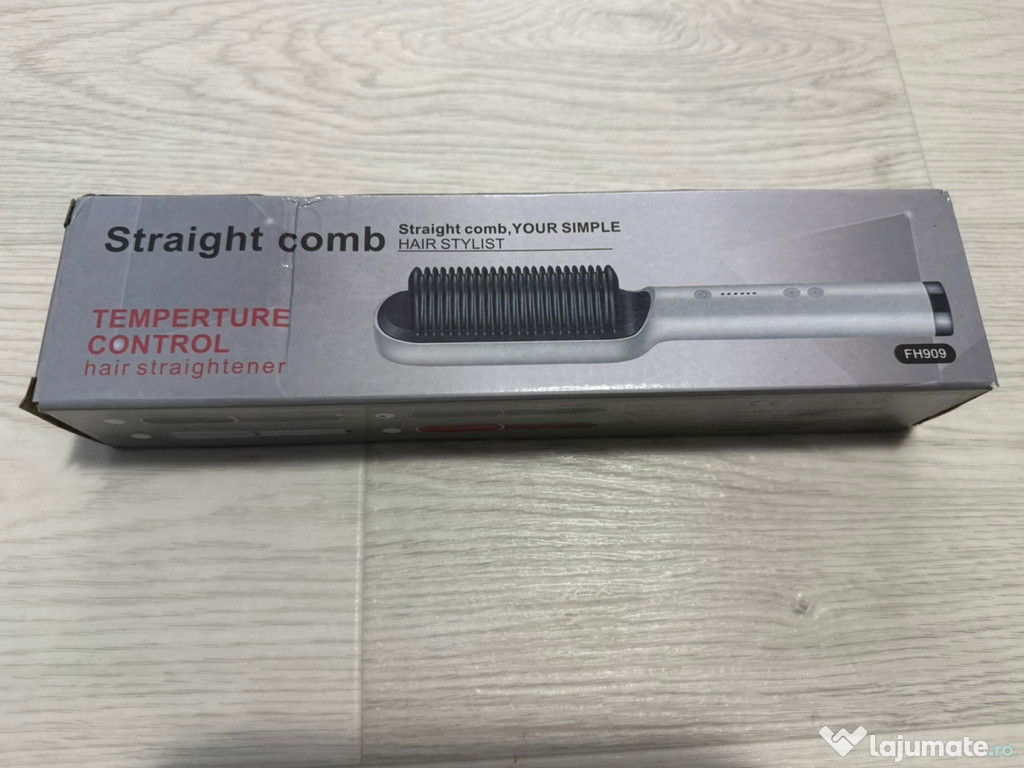 Straight comb
Straight comb,YOUR SIMPLE
HAIR STYLIST
TEMPERTURE
CONTROL
hair straightener
FH909
lajumate.ro